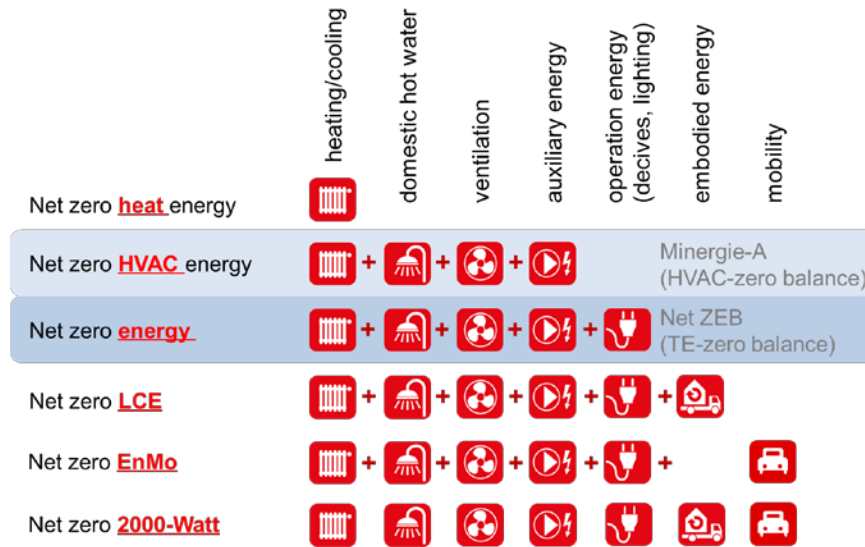 heating/cooling
domestic hot water
ventilation
auxiliary energy
operation energy
(decives, lighting)
embodied energy
mobility
Net zero heat energy
Net zero HVAC energy
+ + +
Minergie-A
(HVAC-zero balance)
Net zero energy
+ + + +
Net ZEB
(TE-zero balance)
Net zero LCE
+ + + + +
Net zero EnMo
+ + + + +
Net zero 2000-Watt